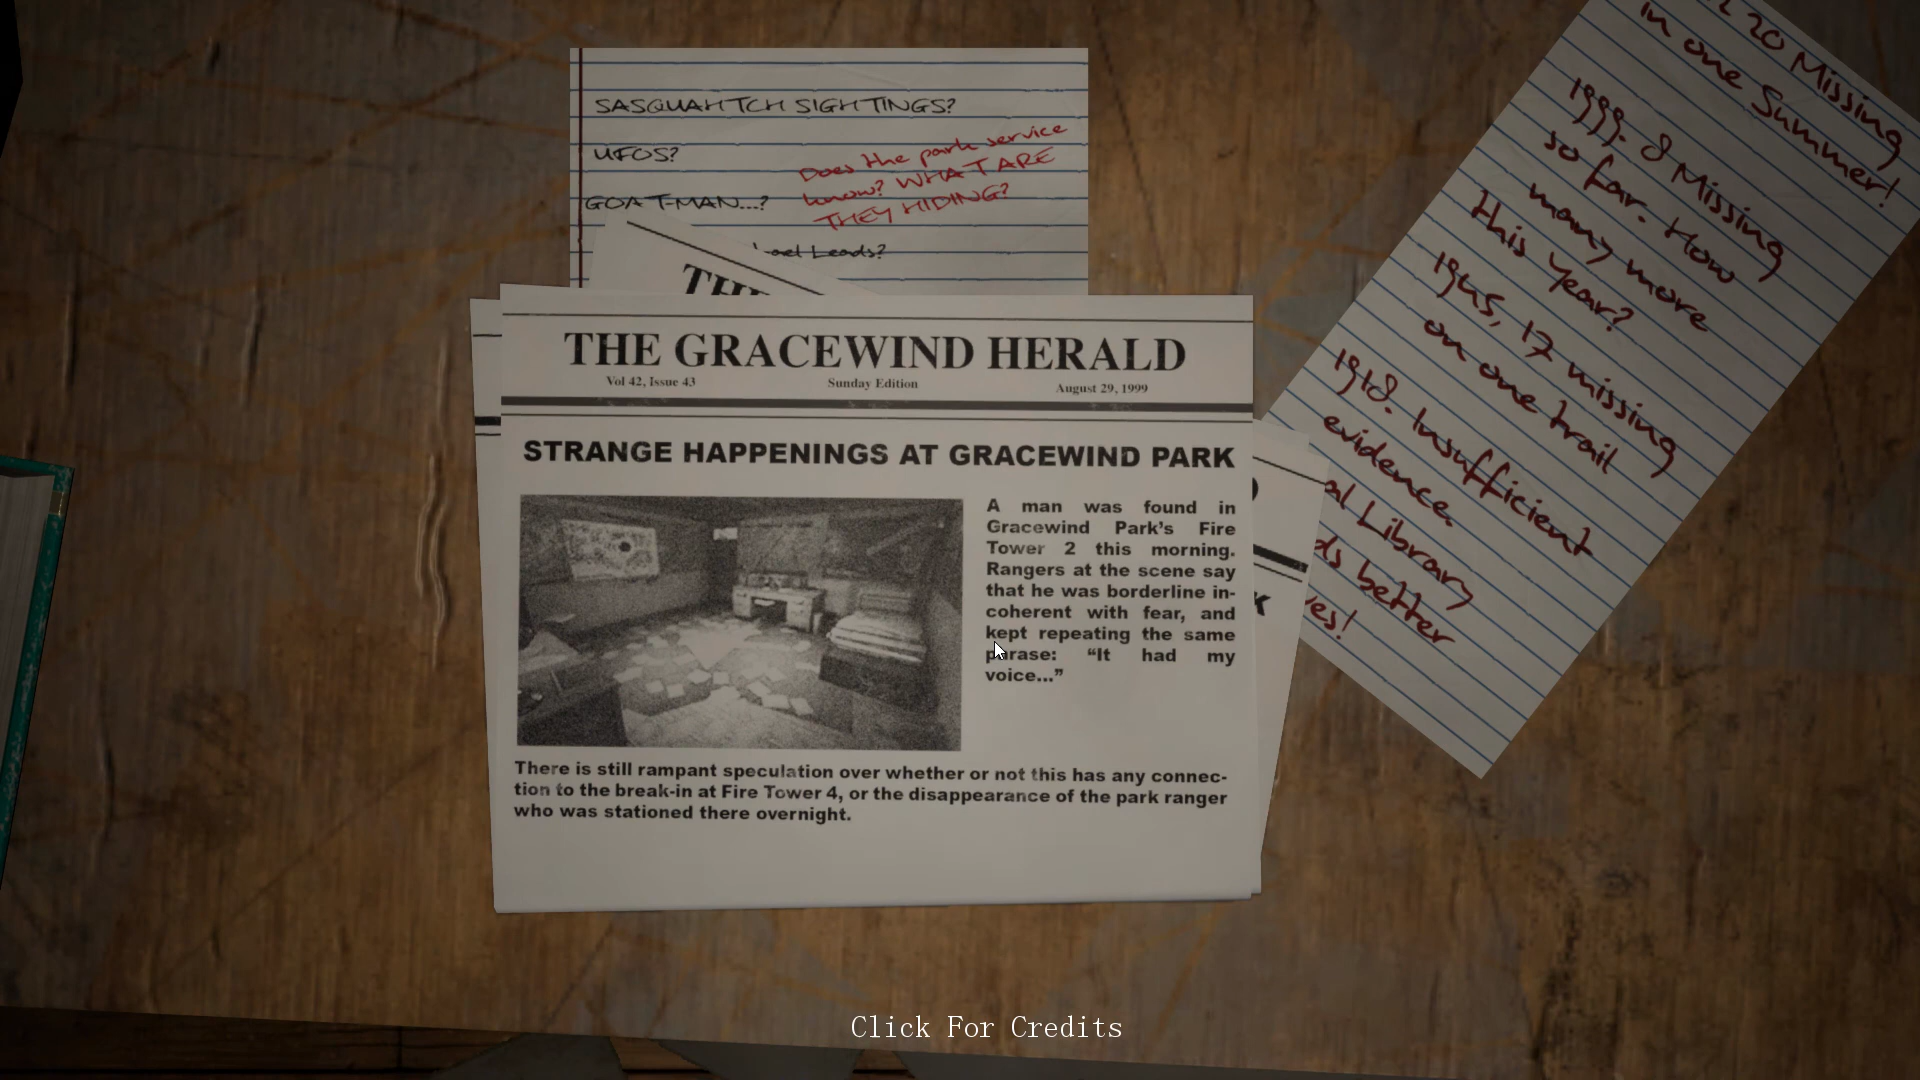 SASQUAHTCH SIGHTINGS?
UFOS?
GOAT-MAN...?
Does the park service
know? WHAT ARE
THEY HIDING?
Leads?
THE GRACEWIND HERALD
Vol 42, Issue 43
Sunday Edition
August 29, 1999
STRANGE HAPPENINGS AT GRACEWIND PARK
A man was found in
Gracewind Park's Fire
Tower 2 this morning.
Rangers at the scene say
that he was borderline in-
coherent with fear, and
kept repeating the same
phrase: “It had my
voice...”
There is still rampant speculation over whether or not this has any connec-
tion to the break-in at Fire Tower 4, or the disappearance of the park ranger
who was stationed there overnight.
20 Missing
in one Summer!
1999. 8 Missing
so far. How
many more
this year?
1945, 17 missing
on one trail
1918. Insufficient
evidence.
Library
better
Click For Credits